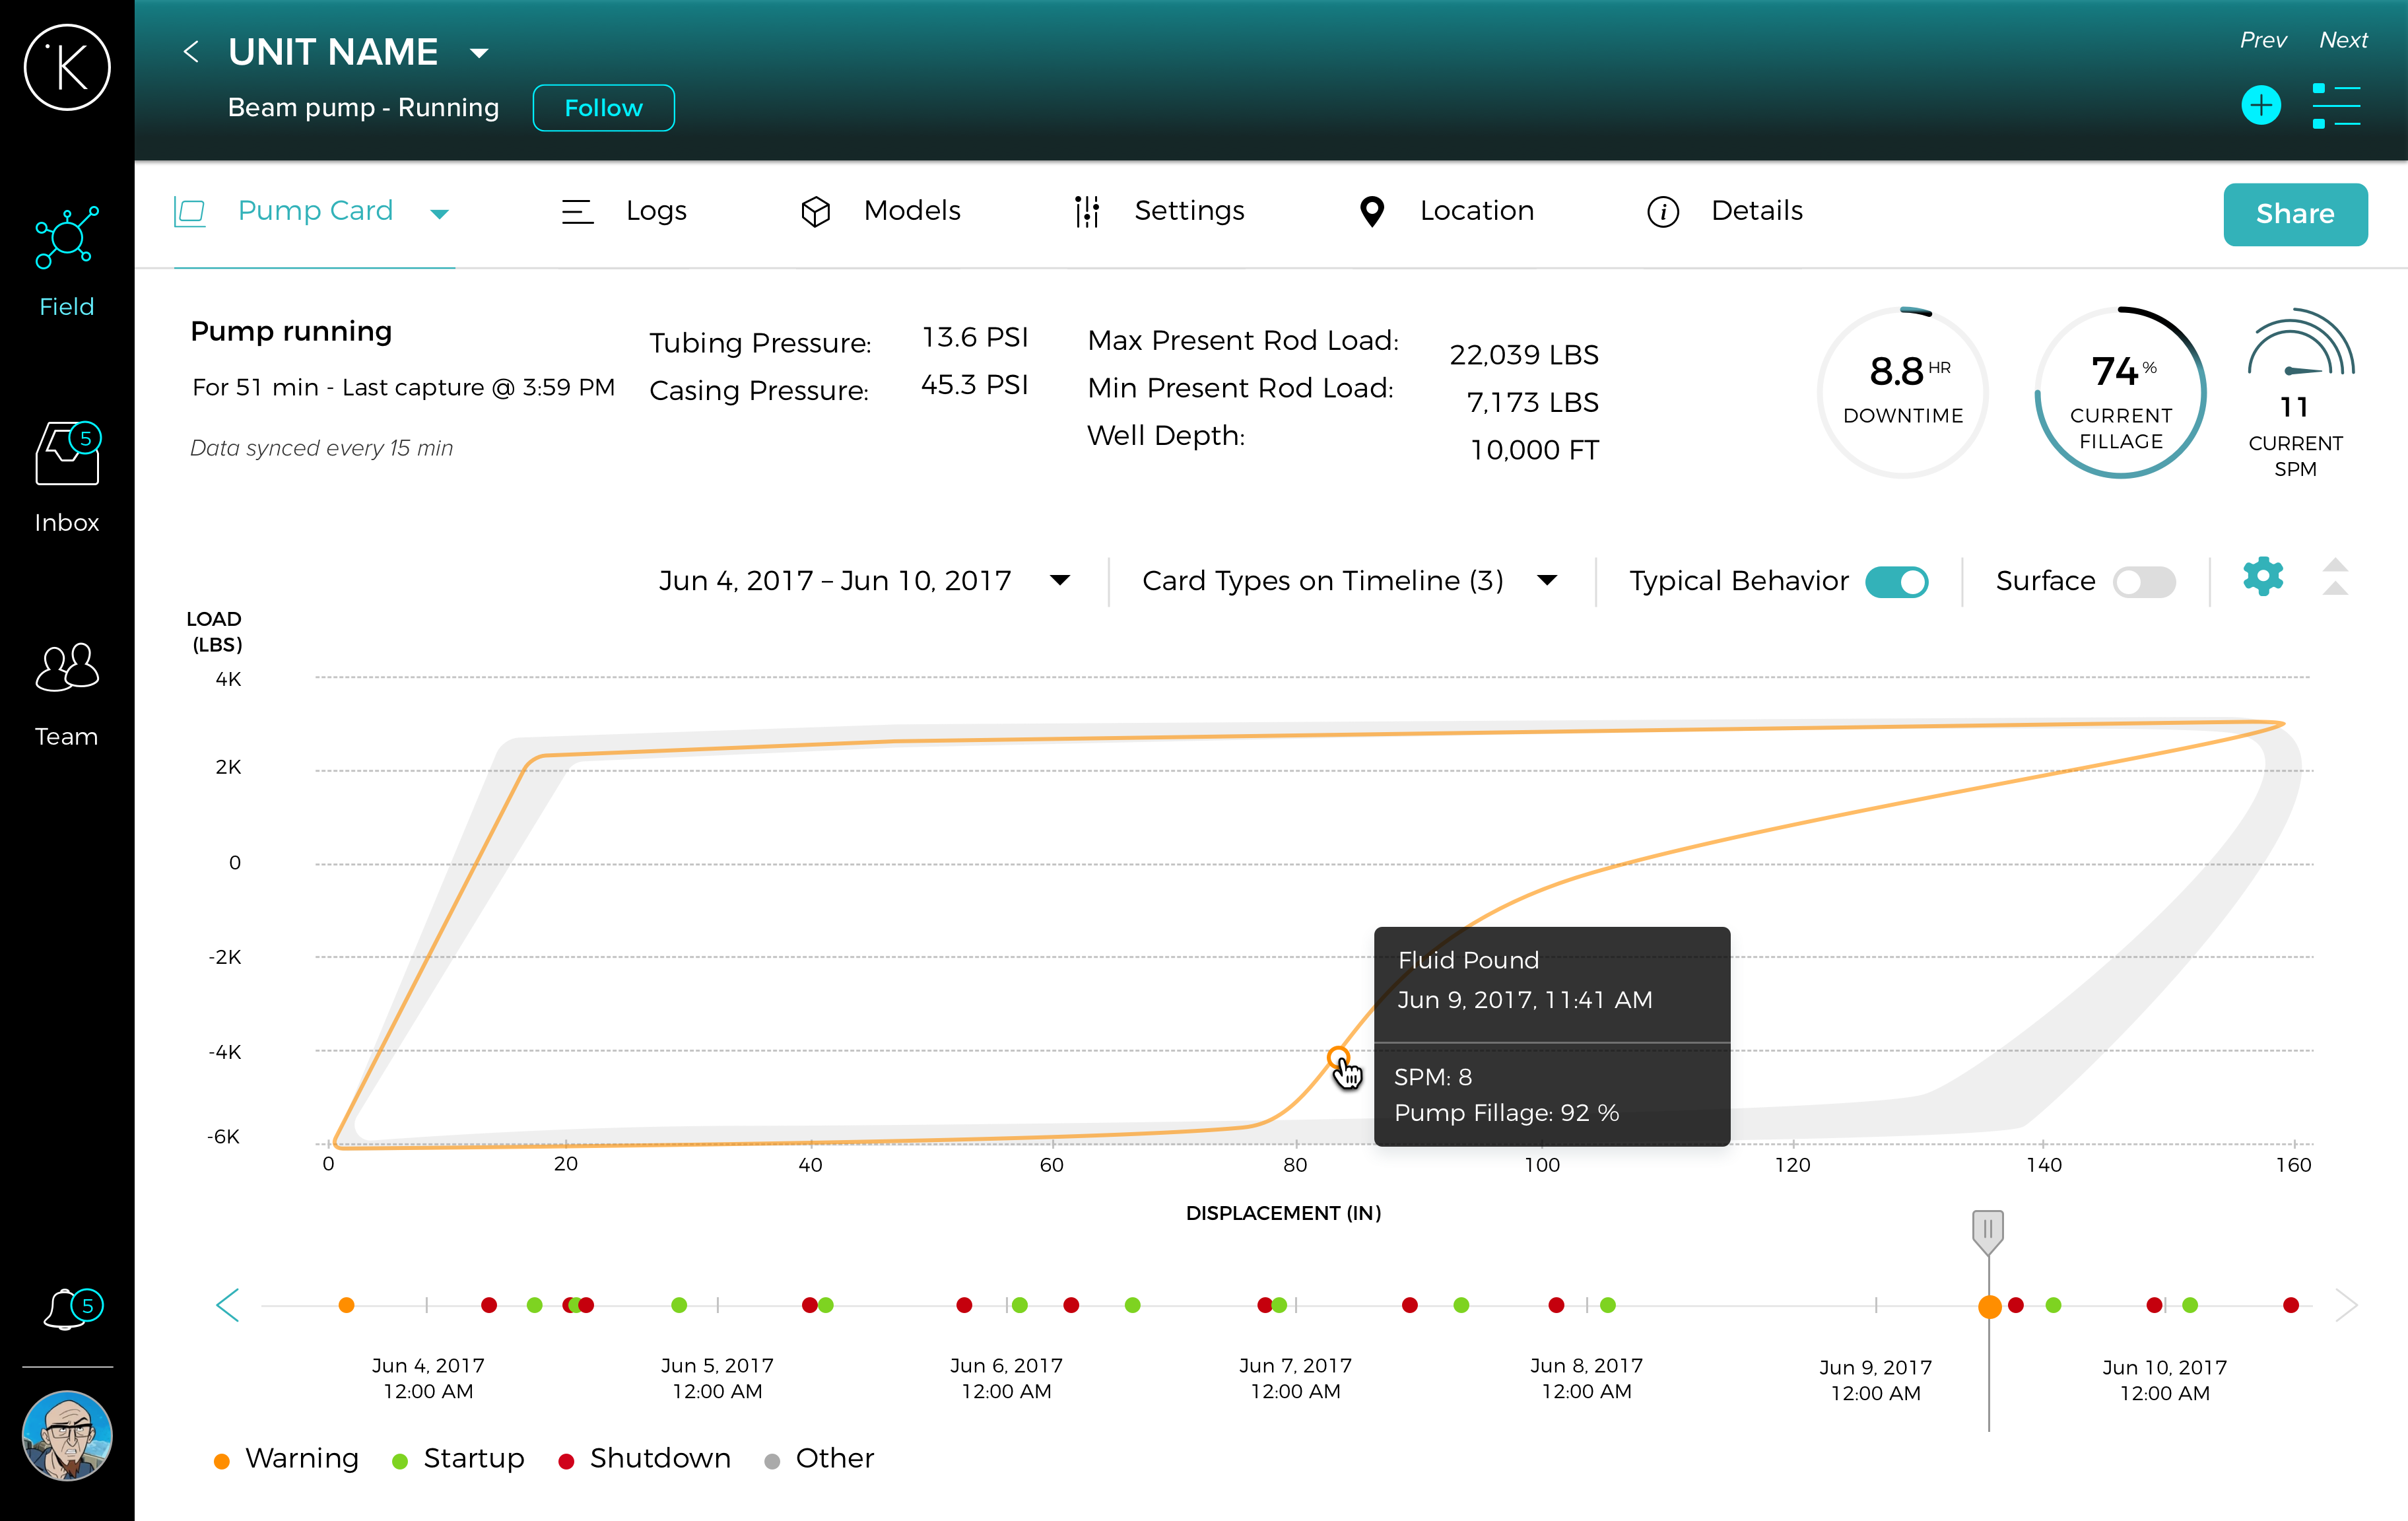 K
UNIT NAME
Prev Next
Beam pump - Running
Follow
Pump Card
Logs
Models
Settings
Location
Details
Share
Field
Inbox
5
Team
5
Pump running
For 51 min - Last capture @ 3:59 PM
Data synced every 15 min
Tubing Pressure: 13.6 PSI
Casing Pressure: 45.3 PSI
Max Present Rod Load: 22,039 LBS
Min Present Rod Load: 7,173 LBS
Well Depth: 10,000 FT
8.8 HR
DOWNTIME
74 %
CURRENT
FILLAGE
11
CURRENT
SPM
Jun 4, 2017 – Jun 10, 2017
Card Types on Timeline (3)
Typical Behavior
Surface
LOAD
(LBS)
4K
2K
0
-2K
-4K
-6K
Fluid Pound
Jun 9, 2017, 11:41 AM
SPM: 8
Pump Fillage: 92 %
0 20 40 60 80 100 120 140 160
DISPLACEMENT (IN)
Jun 4, 2017
12:00 AM
Jun 5, 2017
12:00 AM
Jun 6, 2017
12:00 AM
Jun 7, 2017
12:00 AM
Jun 8, 2017
12:00 AM
Jun 9, 2017
12:00 AM
Jun 10, 2017
12:00 AM
Warning Startup Shutdown Other